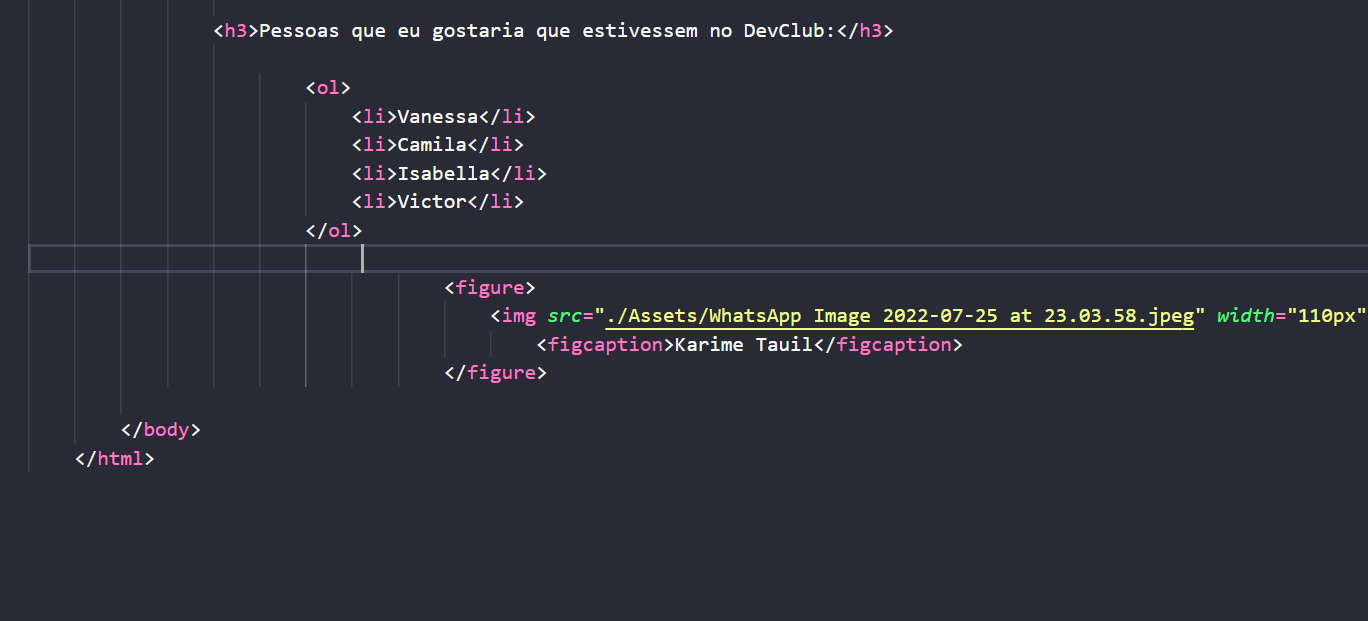 <h3>Pessoas que eu gostaria que estivessem no DevClub:</h3>
<ol>
<li>Vanessa</li>
<li>Camila</li>
<li>Isabella</li>
<li>Victor</li>
</ol>
<figure>
<img src="./Assets/WhatsApp Image 2022-07-25 at 23.03.58.jpeg" width="110px"
<figcaption>Karime Tauil</figcaption>
</figure>
</body>
</html>